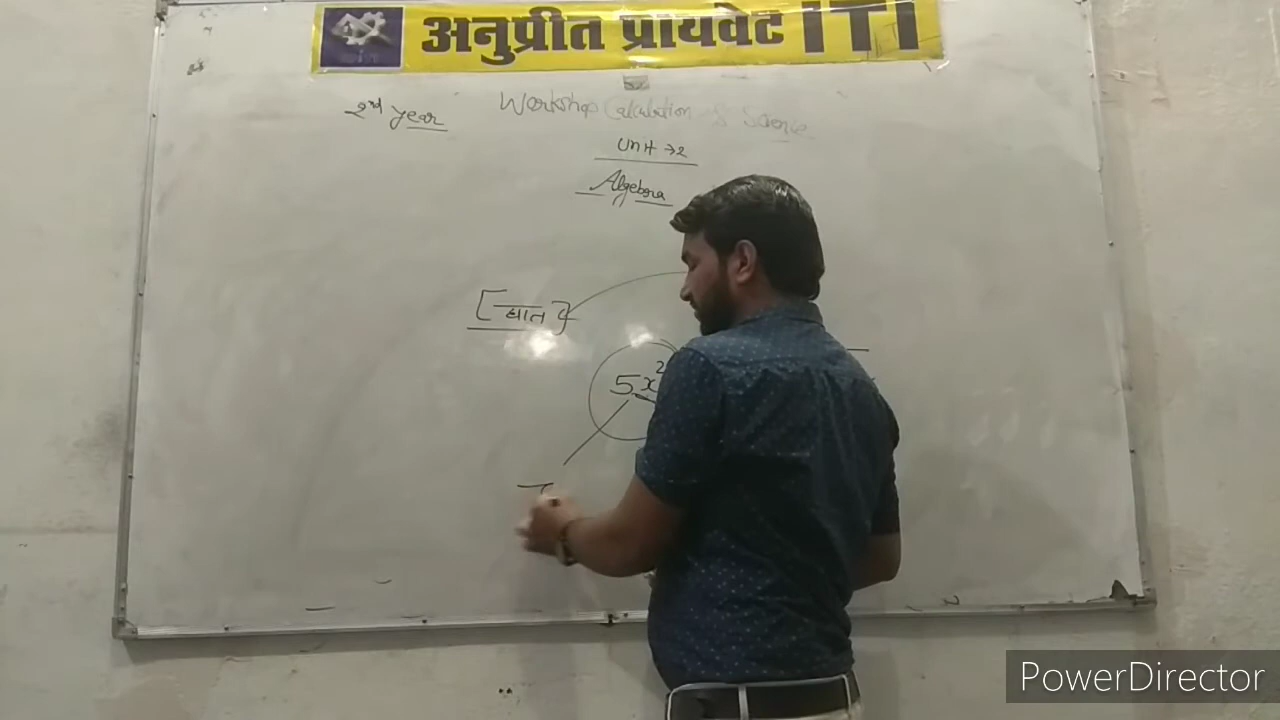 अनुप्रीत प्रायवेट ITI
2nd year
Workshop Calculation & Science
Unit → 2
Algebra
[घात]
5x²
PowerDirector